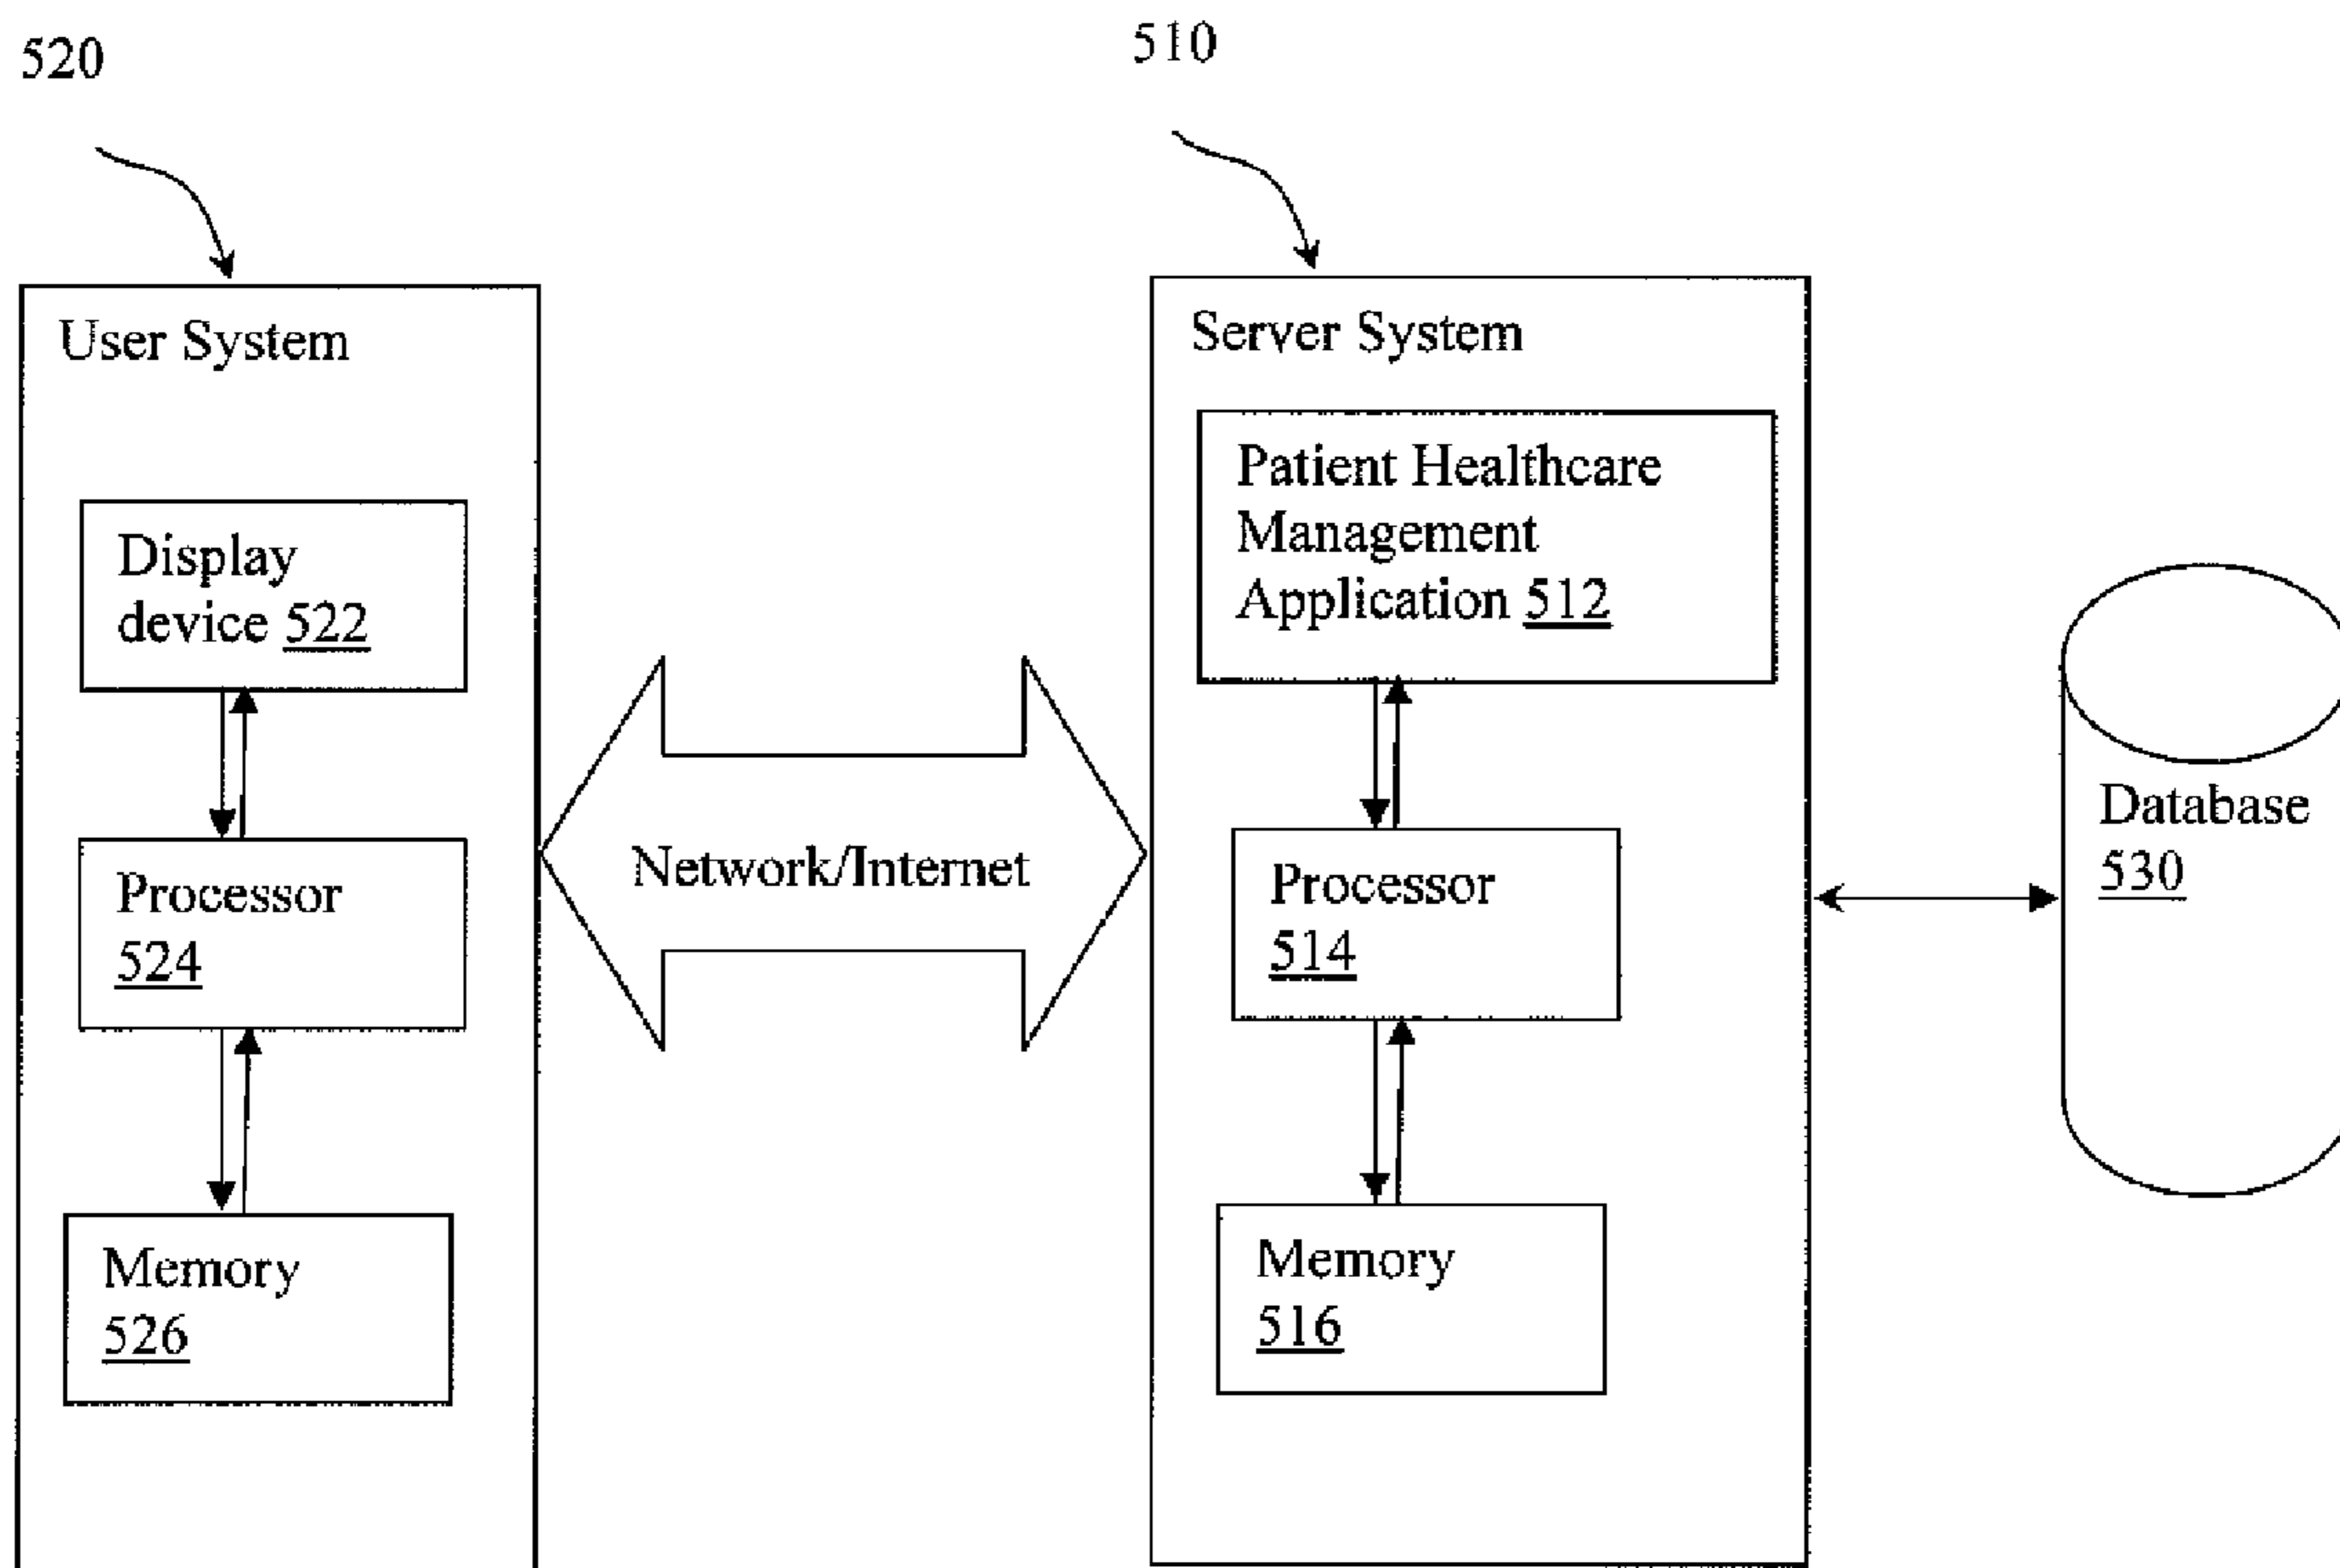 520
510
User System
Display
device 522
Processor
524
Memory
526
Network/Internet
Server System
Patient Healthcare
Management
Application 512
Processor
514
Memory
516
Database
530